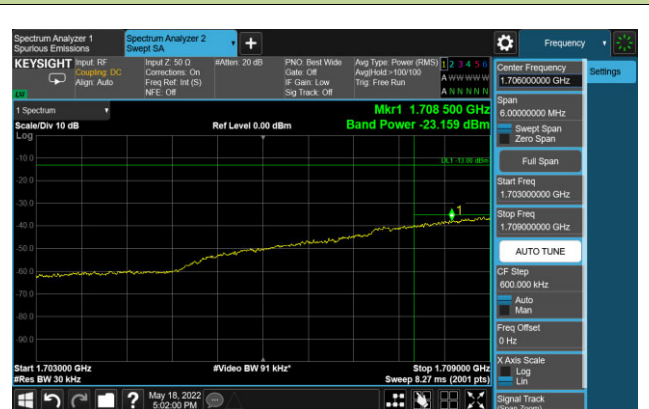 Spectrum Analyzer 1
Spurious Emissions
Spectrum Analyzer 2
Swept SA
Frequency
KEYSIGHT
Input: RF
Coupling: DC
Align: Auto
Input Z: 50 Ω
Corrections: On
Freq Ref: Int (S)
NFE: Off
#Atten: 20 dB
PNO: Best Wide
Gate: Off
IF Gain: Low
Sig Track: Off
Avg Type: Power (RMS)
Avg|Hold:>100/100
Trig: Free Run
1 2 3 4 5 6
A W W W W W
A N N N N N
LV
1 Spectrum
Scale/Div 10 dB
Log
Ref Level 0.00 dBm
Mkr1 1.708 500 GHz
Band Power -23.159 dBm
DL1 -13.00 dBm
-10.0
-20.0
-30.0
-40.0
-50.0
-60.0
-70.0
-80.0
-90.0
1
Start 1.703000 GHz
#Res BW 30 kHz
#Video BW 91 kHz*
Stop 1.709000 GHz
Sweep 8.27 ms (2001 pts)
May 18, 2022
5:02:00 PM
Center Frequency
1.706000000 GHz
Settings
Span
6.00000000 MHz
Swept Span
Zero Span
Full Span
Start Freq
1.703000000 GHz
Stop Freq
1.709000000 GHz
AUTO TUNE
CF Step
600.000 kHz
Auto
Man
Freq Offset
0 Hz
X Axis Scale
Log
Lin
Signal Track
(Span Zoom)